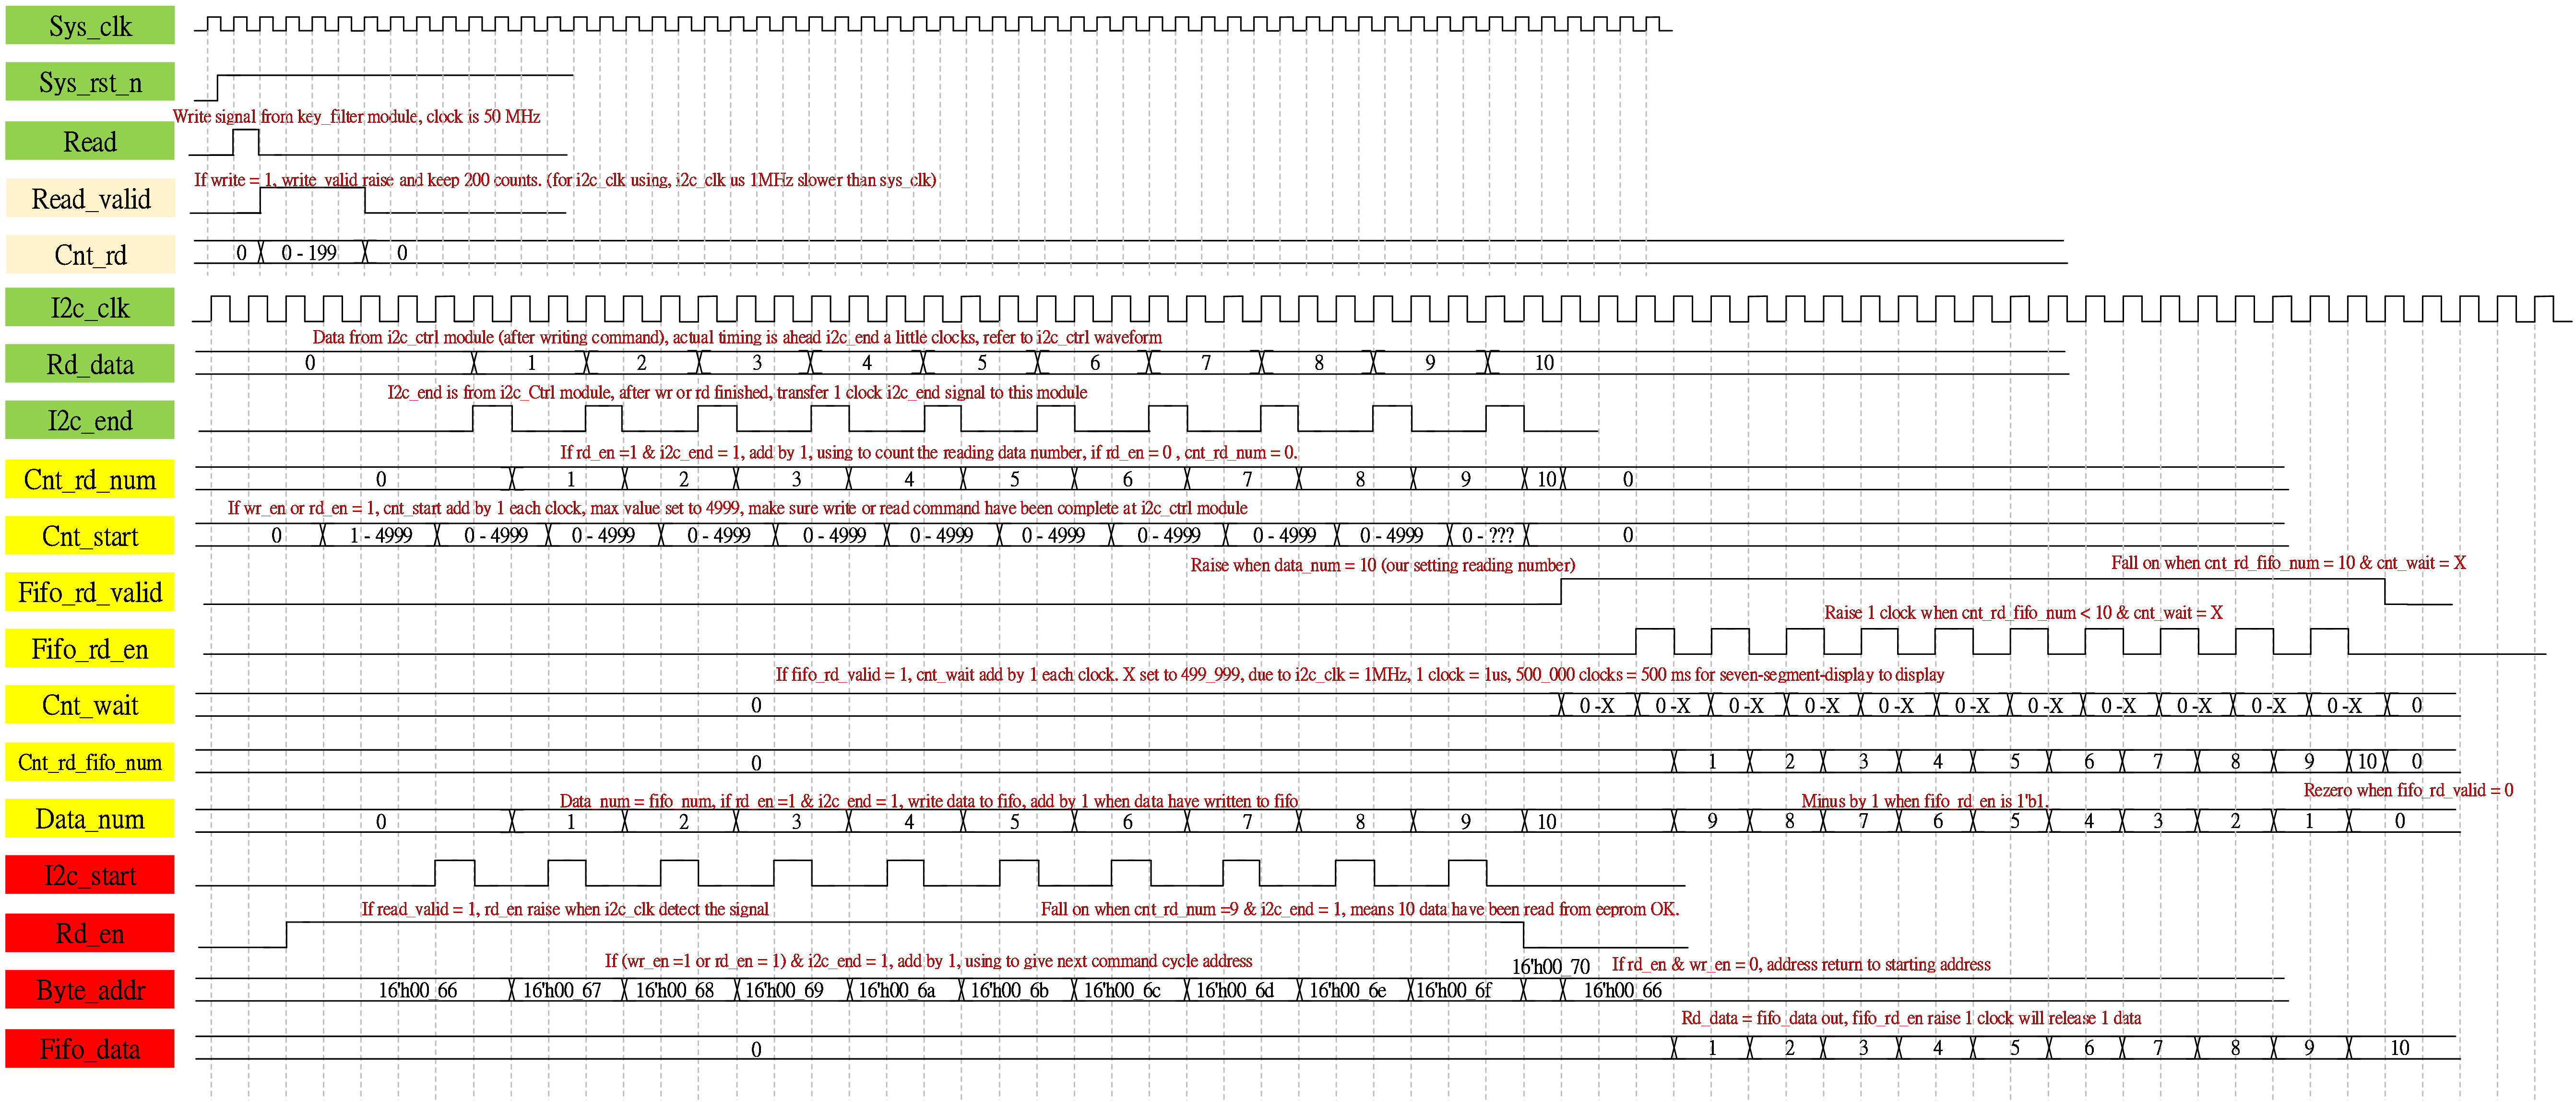 Sys_clk
Sys_rst_n
Write signal from key_filter module, clock is 50 MHz
Read
If write = 1, write_valid raise and keep 200 counts. (for i2c_clk using, i2c_clk us 1MHz slower than sys_clk)
Read_valid
Cnt_rd 0 0 - 199 0
I2c_clk
Data from i2c_ctrl module (after writing command), actual timing is ahead i2c_end a little clocks, refer to i2c_ctrl waveform
Rd_data 0 1 2 3 4 5 6 7 8 9 10
I2c_end is from i2c_Ctrl module, after wr or rd finished, transfer 1 clock i2c_end signal to this module
I2c_end
If rd_en =1 & i2c_end = 1, add by 1, using to count the reading data number, if rd_en = 0 , cnt_rd_num = 0.
Cnt_rd_num 0 1 2 3 4 5 6 7 8 9 10 0
If wr_en or rd_en = 1, cnt_start add by 1 each clock, max value set to 4999, make sure write or read command have been complete at i2c_ctrl module
Cnt_start 0 1 - 4999 0 - 4999 0 - 4999 0 - 4999 0 - 4999 0 - 4999 0 - 4999 0 - 4999 0 - 4999 0 - 4999 0 - ??? 0
Raise when data_num = 10 (our setting reading number) Fall on when cnt_rd_fifo_num = 10 & cnt_wait = X
Fifo_rd_valid
Raise 1 clock when cnt_rd_fifo_num < 10 & cnt_wait = X
Fifo_rd_en
If fifo_rd_valid = 1, cnt_wait add by 1 each clock. X set to 499_999, due to i2c_clk = 1MHz, 1 clock = 1us, 500_000 clocks = 500 ms for seven-segment-display to display
Cnt_wait 0 0 -X 0 -X 0 -X 0 -X 0 -X 0 -X 0 -X 0 -X 0 -X 0 -X 0 -X 0
Cnt_rd_fifo_num 0 1 2 3 4 5 6 7 8 9 10 0
Rezero when fifo_rd_valid = 0
Data_num = fifo_num, if rd_en =1 & i2c_end = 1, write data to fifo, add by 1 when data have written to fifo Minus by 1 when fifo_rd_en is 1'b1.
Data_num 0 1 2 3 4 5 6 7 8 9 10 9 8 7 6 5 4 3 2 1 0
I2c_start
If read_valid = 1, rd_en raise when i2c_clk detect the signal Fall on when cnt_rd_num =9 & i2c_end = 1, means 10 data have been read from eeprom OK.
Rd_en
If (wr_en =1 or rd_en = 1) & i2c_end = 1, add by 1, using to give next command cycle address 16'h00_70 If rd_en & wr_en = 0, address return to starting address
Byte_addr 16'h00_66 16'h00_67 16'h00_68 16'h00_69 16'h00_6a 16'h00_6b 16'h00_6c 16'h00_6d 16'h00_6e 16'h00_6f 16'h00_66
Rd_data = fifo_data out, fifo_rd_en raise 1 clock will release 1 data
Fifo_data 0 1 2 3 4 5 6 7 8 9 10